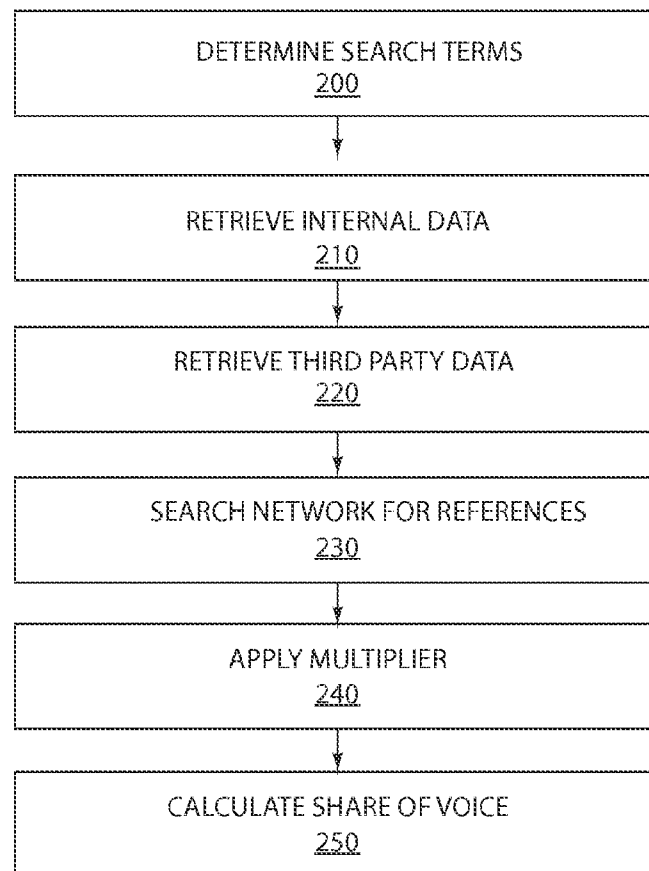 DETERMINE SEARCH TERMS
200
RETRIEVE INTERNAL DATA
210
RETRIEVE THIRD PARTY DATA
220
SEARCH NETWORK FOR REFERENCES
230
APPLY MULTIPLIER
240
CALCULATE SHARE OF VOICE
250